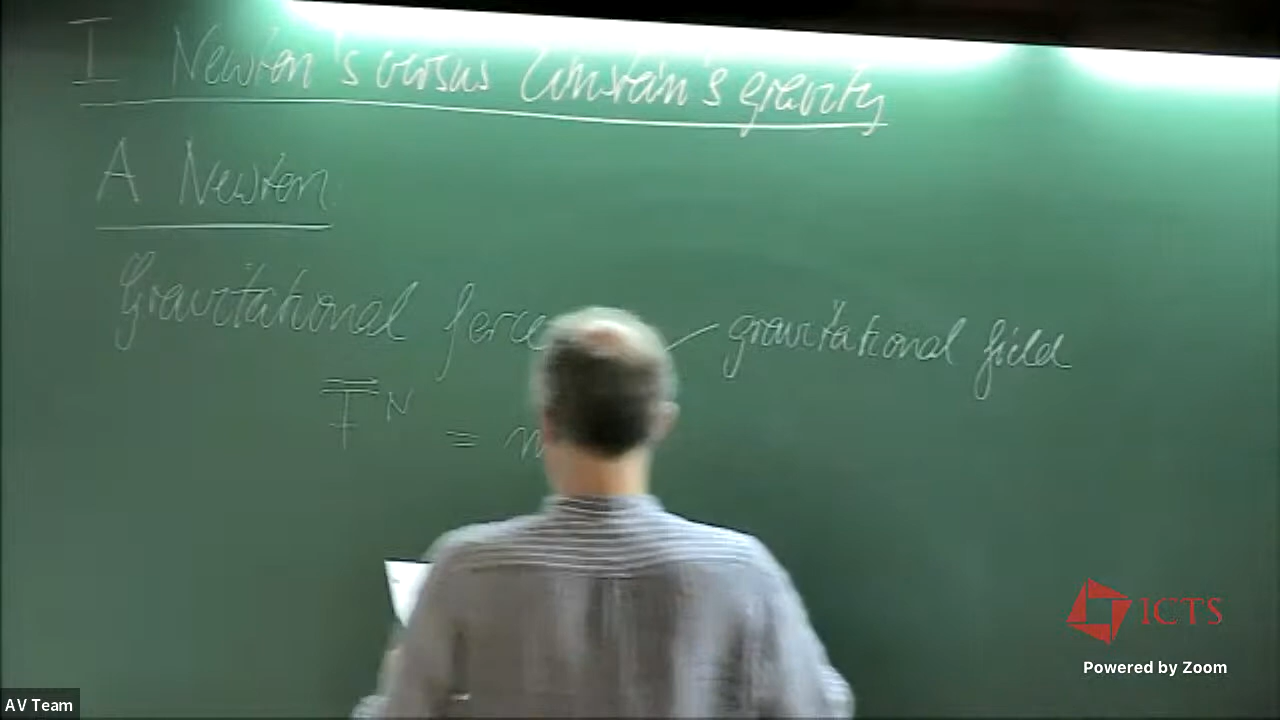 I Newton's versus Einstein's gravity
A Newton
Gravitational force
gravitational field
F^N = m
ICTS
Powered by Zoom
AV Team